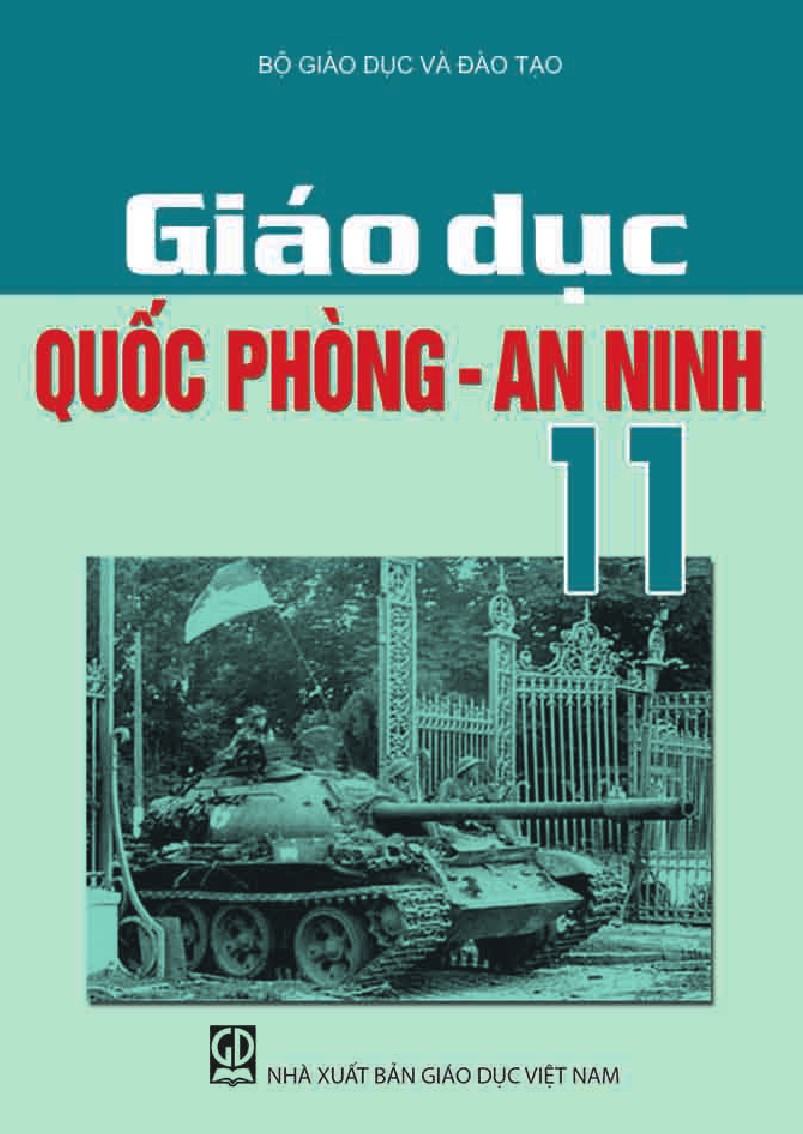 BỘ GIÁO DỤC VÀ ĐÀO TẠO
Giáo dục
QUỐC PHÒNG - AN NINH
11
GD
NHÀ XUẤT BẢN GIÁO DỤC VIỆT NAM